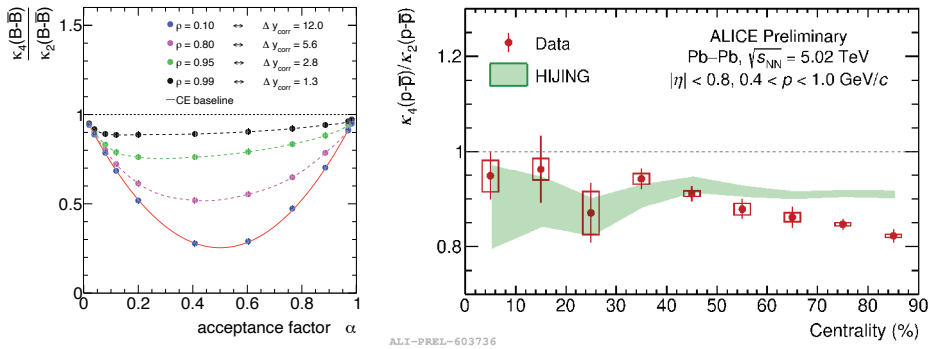 κ4(B-B̅)
κ2(B-B̅)
ρ = 0.10 ↔ Δ ycorr = 12.0
ρ = 0.80 ↔ Δ ycorr = 5.6
ρ = 0.95 ↔ Δ ycorr = 2.8
ρ = 0.99 ↔ Δ ycorr = 1.3
CE baseline
1
0.5
0
0 0.2 0.4 0.6 0.8 1
acceptance factor α
κ4(p-p̅)/κ2(p-p̅)
1.2
1
0.8
Data
HIJING
ALICE Preliminary
Pb–Pb, √sNN = 5.02 TeV
|η| < 0.8, 0.4 < p < 1.0 GeV/c
0 10 20 30 40 50 60 70 80 90
Centrality (%)
ALI-PREL-603736